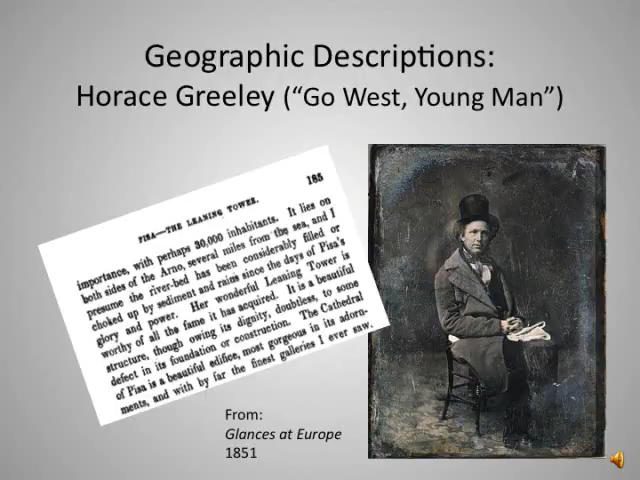 Geographic Descriptions:
Horace Greeley (“Go West, Young Man”)
PISA—THE LEANING TOWER. 165
importance, with perhaps 30,000 inhabitants. It lies on
both sides of the Arno, several miles from the sea, and I
presume the river-bed has been considerably filled or
choked up by sediment and rains since the days of Pisa's
glory and power. Her wonderful Leaning Tower is
worthy of all the fame it has acquired. It is a beautiful
structure, though owing its dignity, doubtless, to some
defect in its foundation or construction. The Cathedral
of Pisa is a beautiful edifice, most gorgeous in its adorn-
ments, and with by far the finest galleries I ever saw.
From:
Glances at Europe
1851